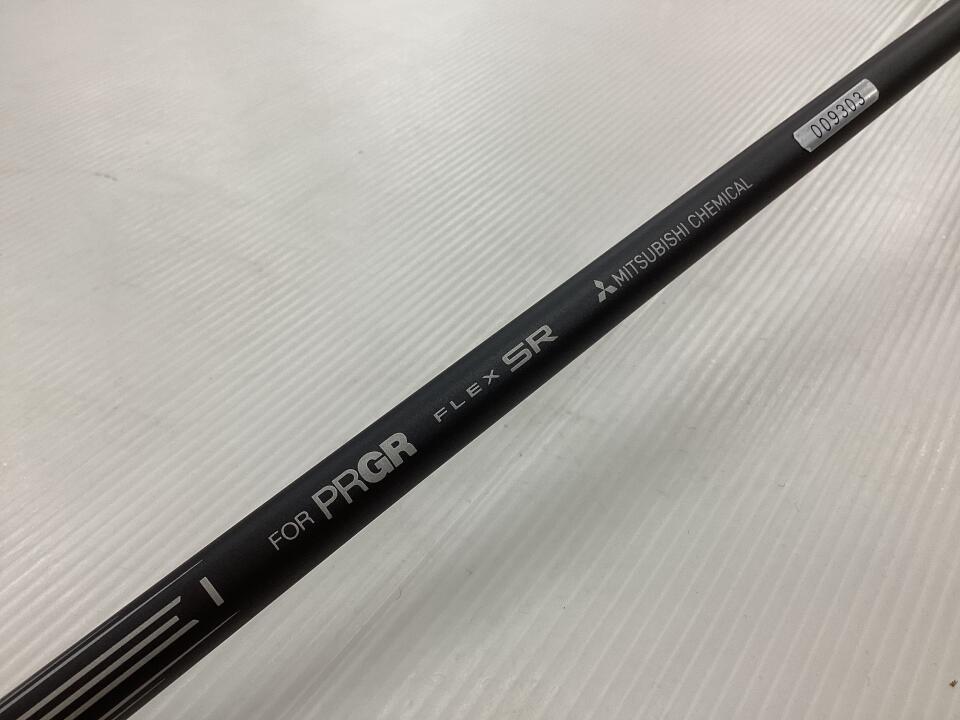 FOR PRGR FLEX SR MITSUBISHI CHEMICAL
009303